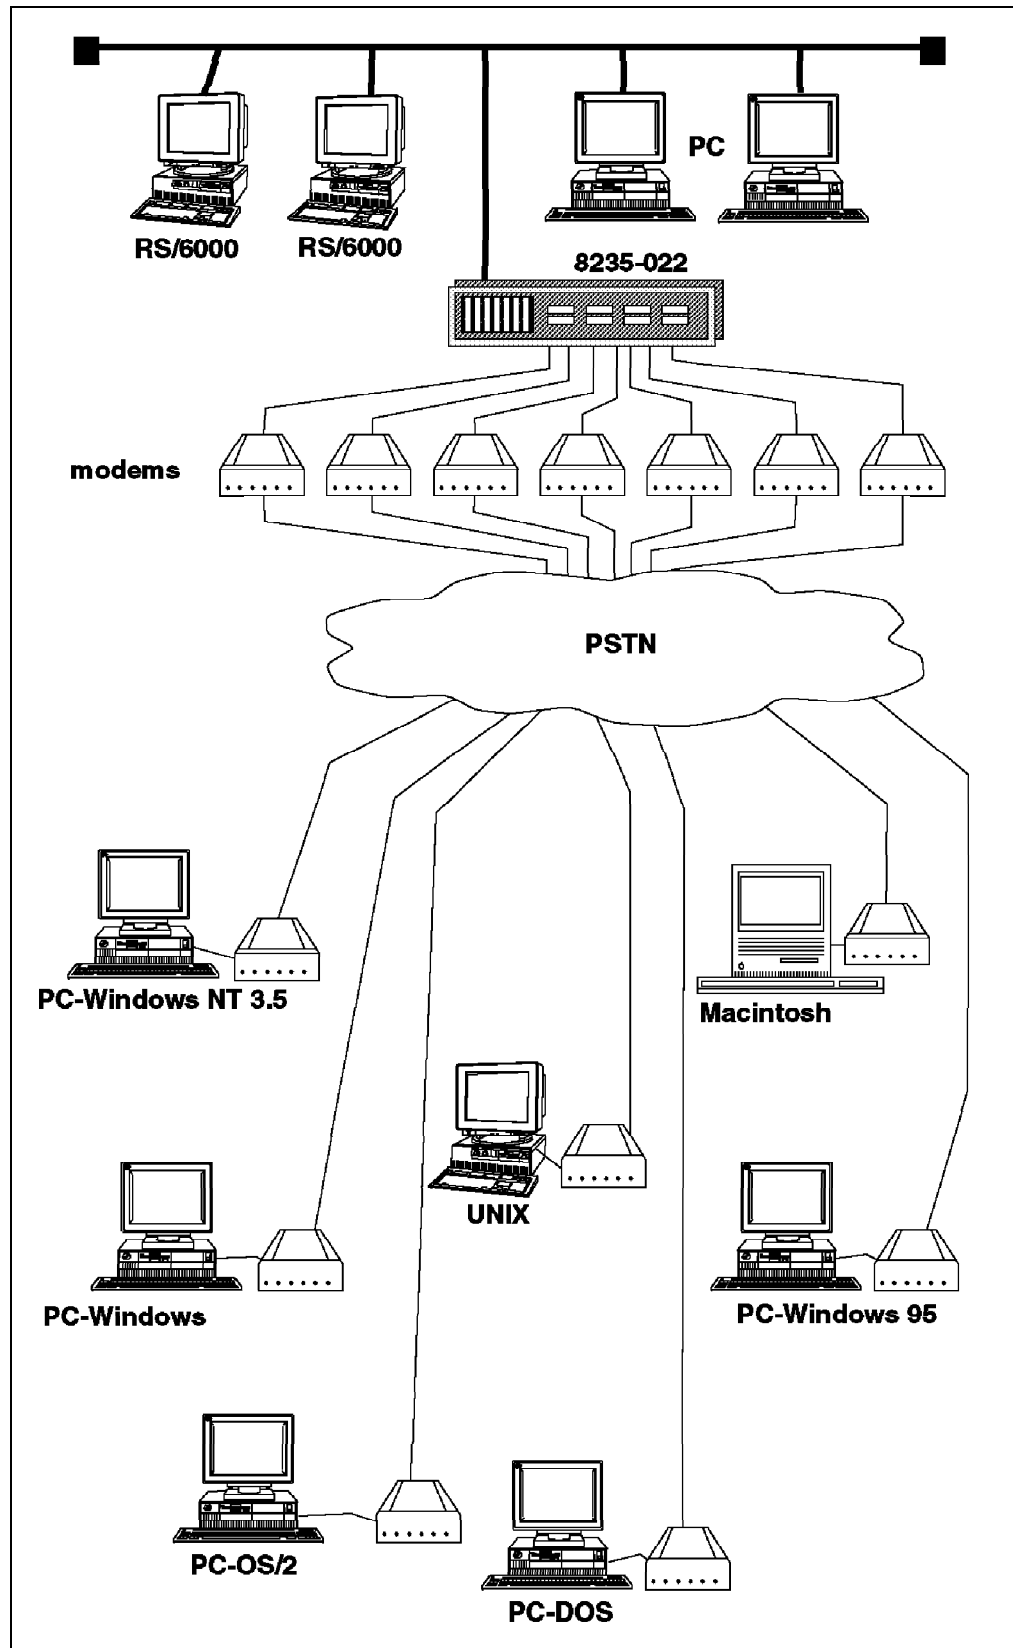 PC
RS/6000
RS/6000
8235-022
modems
PSTN
PC-Windows NT 3.5
Macintosh
UNIX
PC-Windows
PC-Windows 95
PC-OS/2
PC-DOS